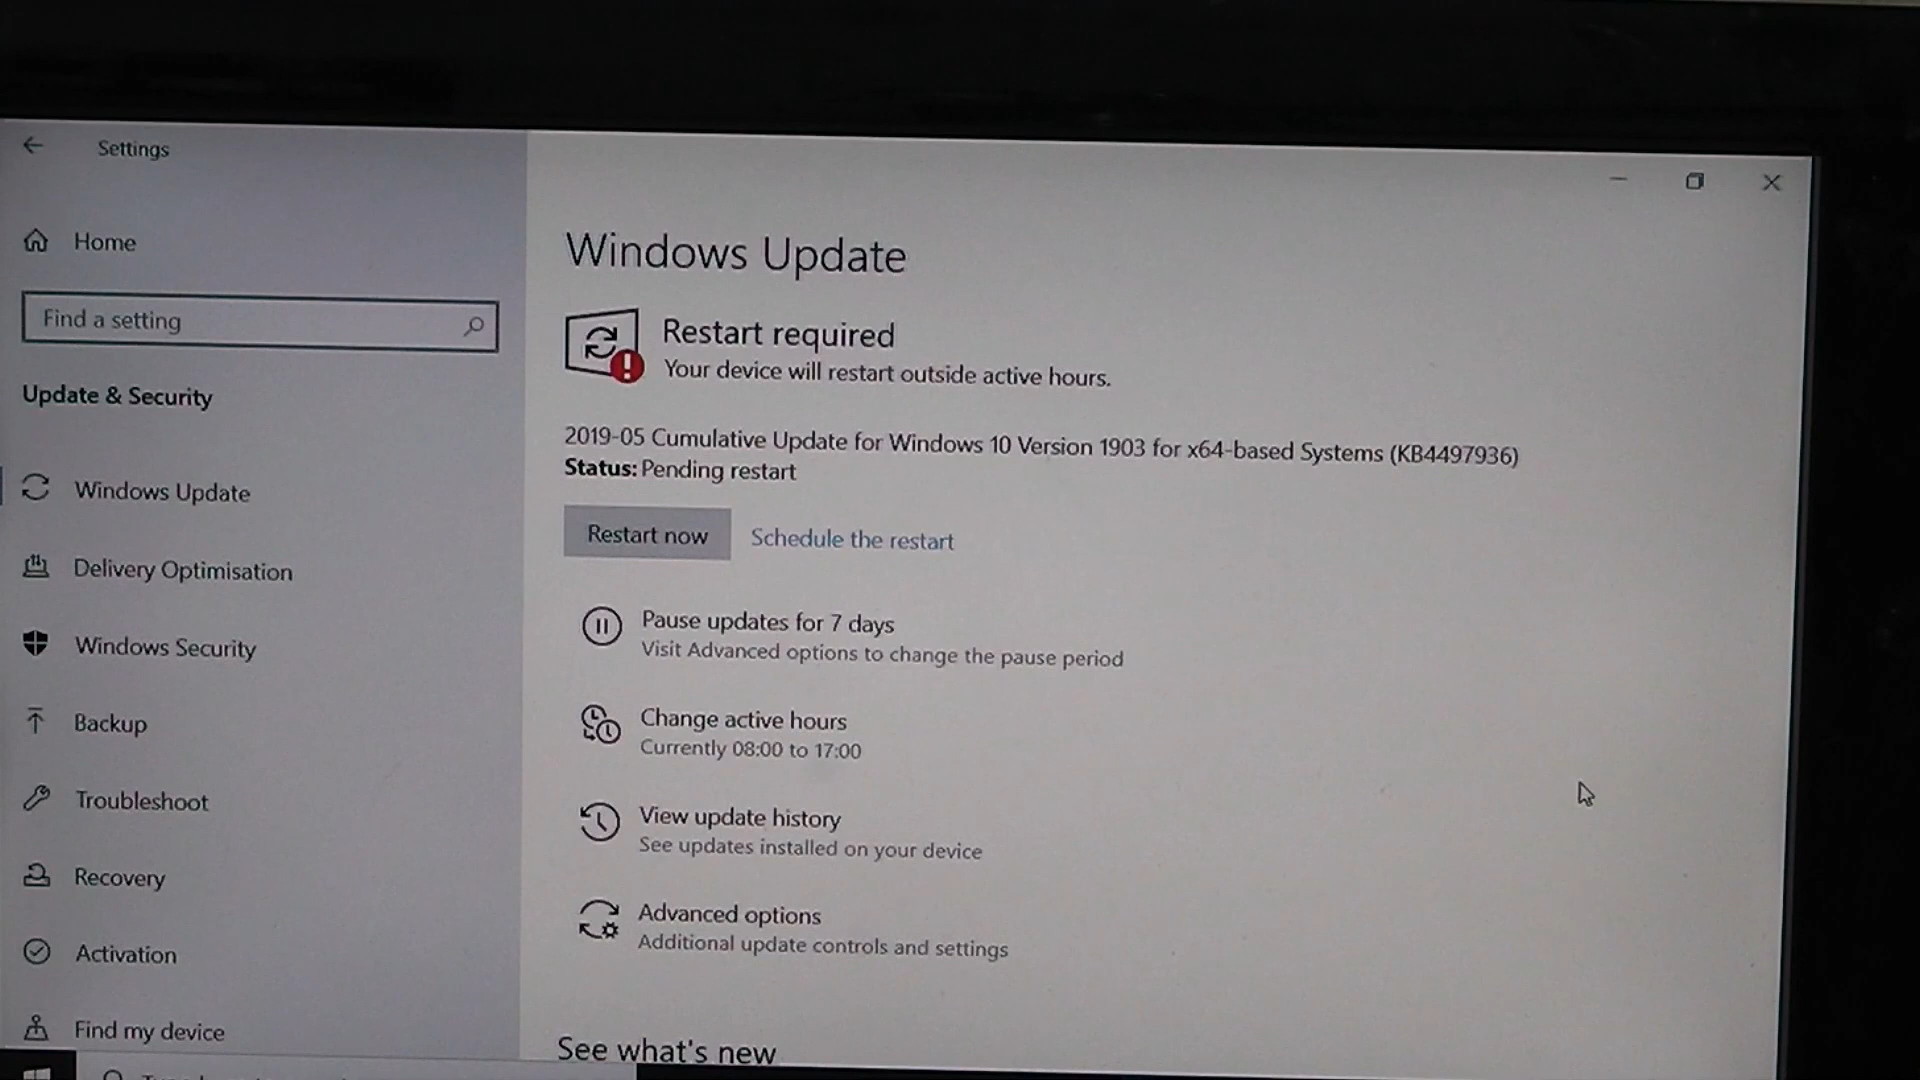 Settings
Home
Find a setting
Update & Security
Windows Update
Delivery Optimisation
Windows Security
Backup
Troubleshoot
Recovery
Activation
Find my device
Windows Update
Restart required
Your device will restart outside active hours.
2019-05 Cumulative Update for Windows 10 Version 1903 for x64-based Systems (KB4497936)
Status: Pending restart
Restart now
Schedule the restart
Pause updates for 7 days
Visit Advanced options to change the pause period
Change active hours
Currently 08:00 to 17:00
View update history
See updates installed on your device
Advanced options
Additional update controls and settings
See what's new